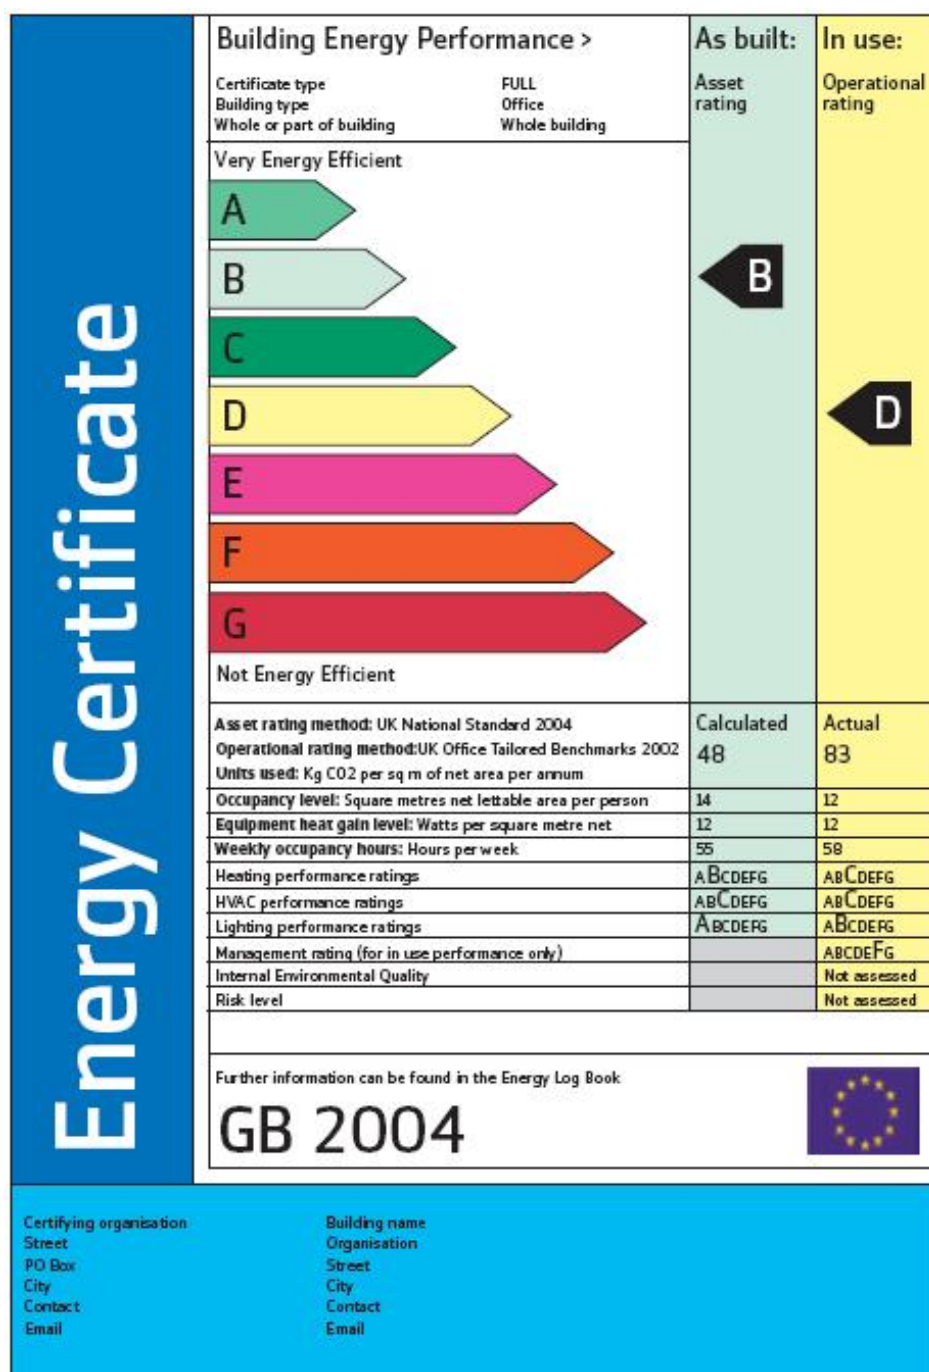 Energy Certificate
Building Energy Performance >
As built:
In use:
Certificate type FULL
Building type Office
Whole or part of building Whole building
Asset
rating
Operational
rating
Very Energy Efficient
A
B
B
C
D
D
E
F
G
Not Energy Efficient
Asset rating method: UK National Standard 2004
Operational rating method:UK Office Tailored Benchmarks 2002
Units used: Kg CO2 per sq m of net area per annum
Calculated
48
Actual
83
Occupancy level: Square metres net lettable area per person 14 12
Equipment heat gain level: Watts per square metre net 12 12
Weekly occupancy hours: Hours per week 55 58
Heating performance ratings ABCDEFG ABCDEFG
HVAC performance ratings ABCDEFG ABCDEFG
Lighting performance ratings ABCDEFG ABCDEFG
Management rating (for in use performance only) ABCDEFG
Internal Environmental Quality Not assessed
Risk level Not assessed
Further information can be found in the Energy Log Book
GB 2004
Certifying organisation
Street
PO Box
City
Contact
Email
Building name
Organisation
Street
City
Contact
Email